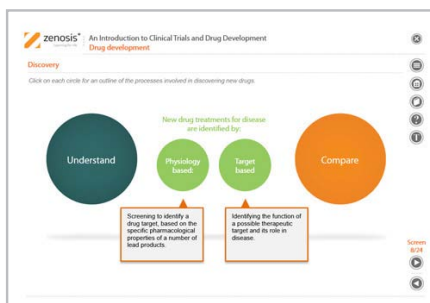 zenosis
An Introduction to Clinical Trials and Drug Development
Drug development
Discovery
Click on each circle for an outline of the processes involved in discovering new drugs.
New drug treatments for disease
are identified by:
Understand
Physiology
based:
Target
based
Compare
Screening to identify a
drug target, based on the
specific pharmacological
properties of a number of
lead products.
Identifying the function of
a possible therapeutic
target and its role in
disease.
Screen
8/24